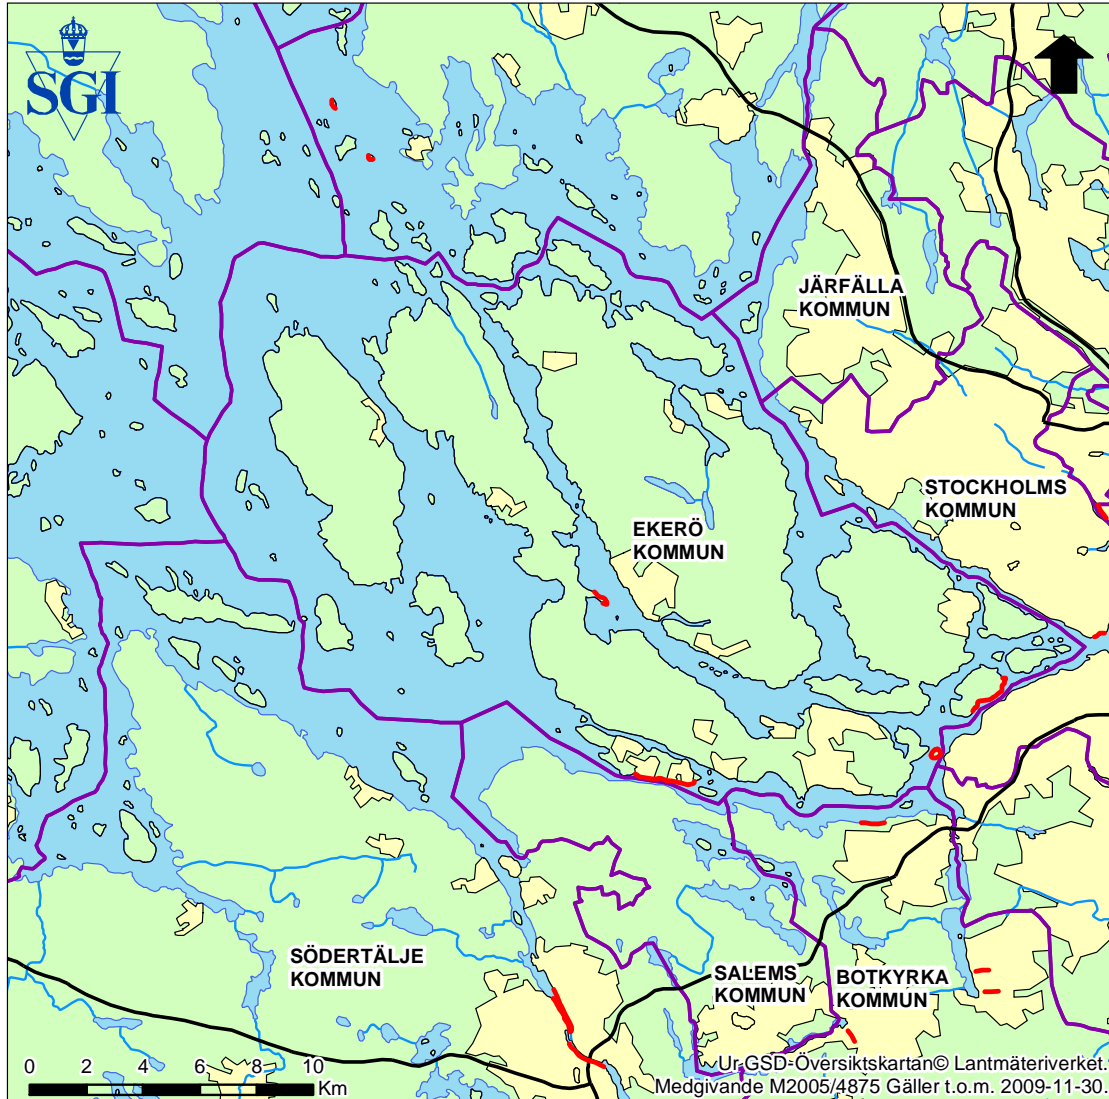 SGI
JÄRFÄLLA
KOMMUN
STOCKHOLMS
KOMMUN
EKERÖ
KOMMUN
SÖDERTÄLJE
KOMMUN
SALEMS
KOMMUN
BOTKYRKA
KOMMUN
0 2 4 6 8 10
Km
Ur GSD-Översiktskartan© Lantmäteriverket.
Medgivande M2005/4875 Gäller t.o.m. 2009-11-30.